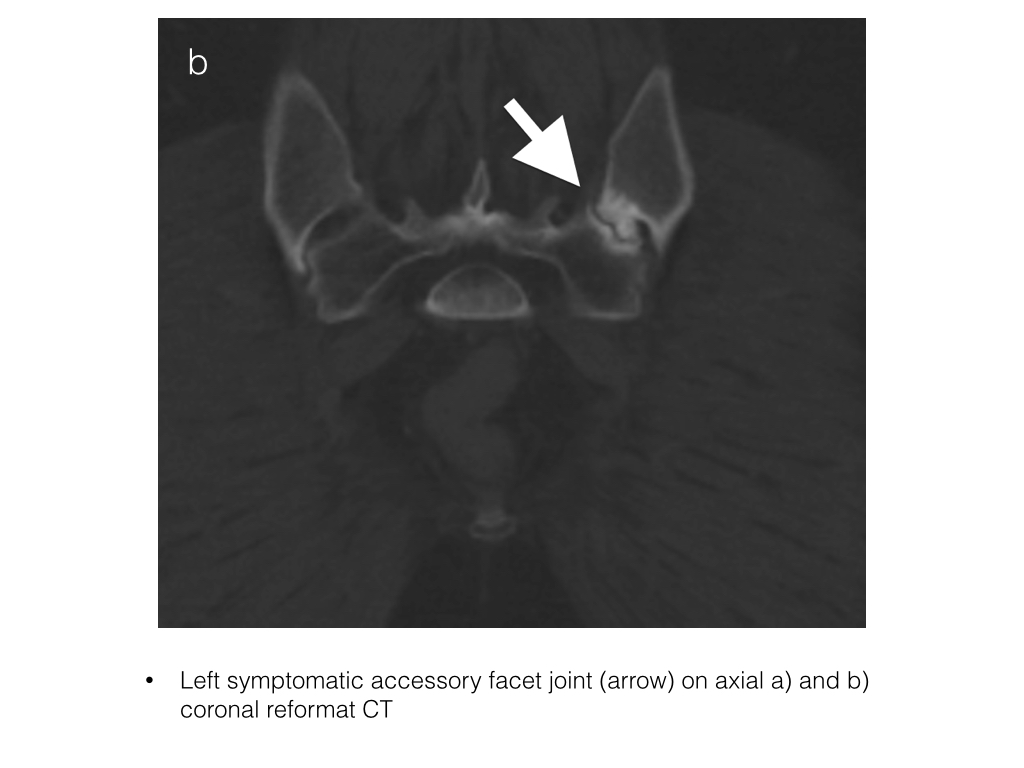 b
• Left symptomatic accessory facet joint (arrow) on axial a) and b)
coronal reformat CT